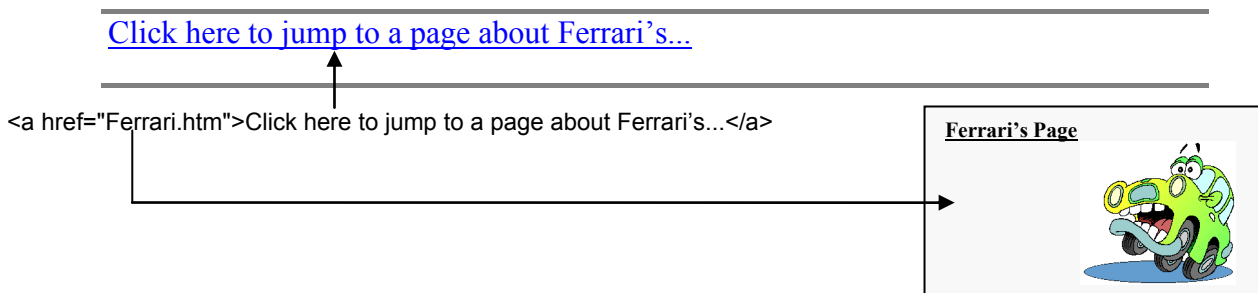 Click here to jump to a page about Ferrari’s...
<a href="Ferrari.htm">Click here to jump to a page about Ferrari’s...</a>
Ferrari’s Page